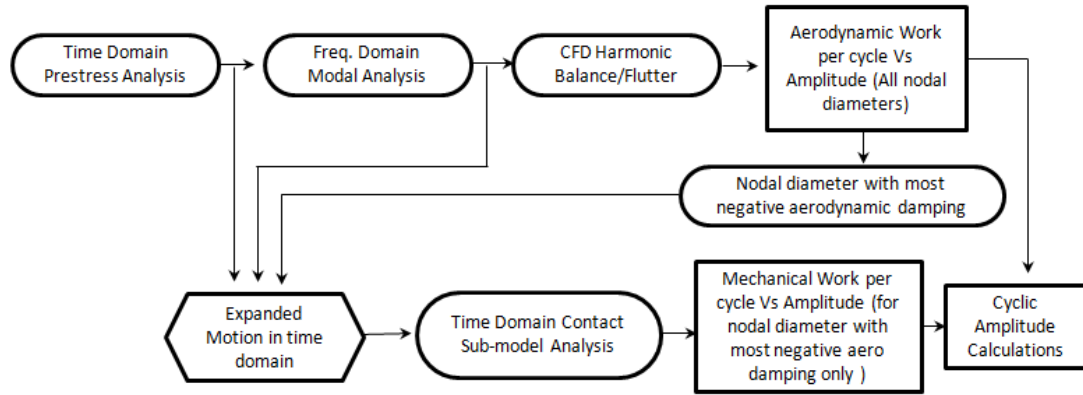 Time Domain
Prestress Analysis
Freq. Domain
Modal Analysis
CFD Harmonic
Balance/Flutter
Aerodynamic Work
per cycle Vs
Amplitude (All nodal
diameters)
Nodal diameter with most
negative aerodynamic damping
Expanded
Motion in time
domain
Time Domain Contact
Sub-model Analysis
Mechanical Work per
cycle Vs Amplitude (for
nodal diameter with
most negative aero
damping only )
Cyclic
Amplitude
Calculations